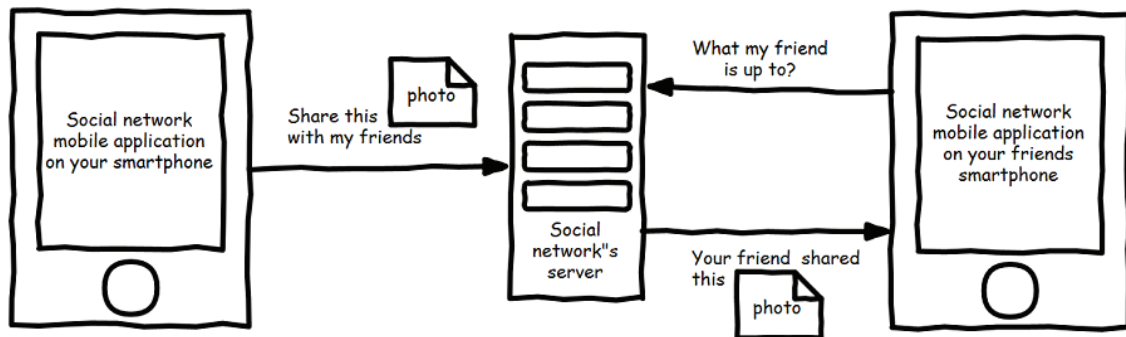 Social network
mobile application
on your smartphone
Share this
with my friends
photo
Social
network"s
server
What my friend
is up to?
Your friend shared
this
photo
Social network
mobile application
on your friends
smartphone